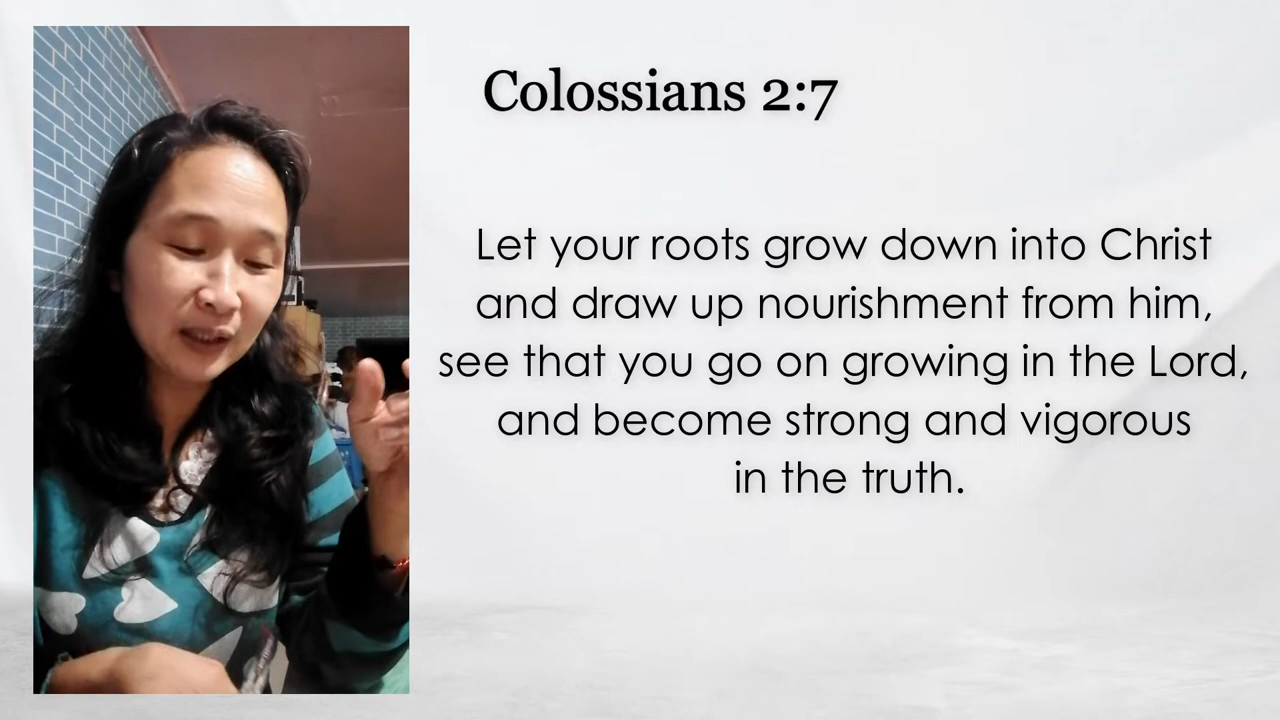 Colossians 2:7
Let your roots grow down into Christ
and draw up nourishment from him,
see that you go on growing in the Lord,
and become strong and vigorous
in the truth.